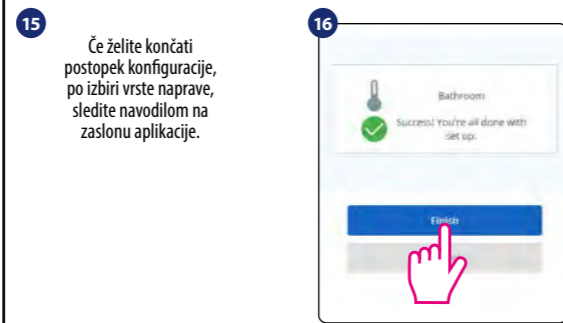 15
Če želite končati
postopek konfiguracije,
po izbiri vrste naprave,
sledite navodilom na
zaslonu aplikacije.
16
Bathroom
Success! You're all done with
set up.
Finish